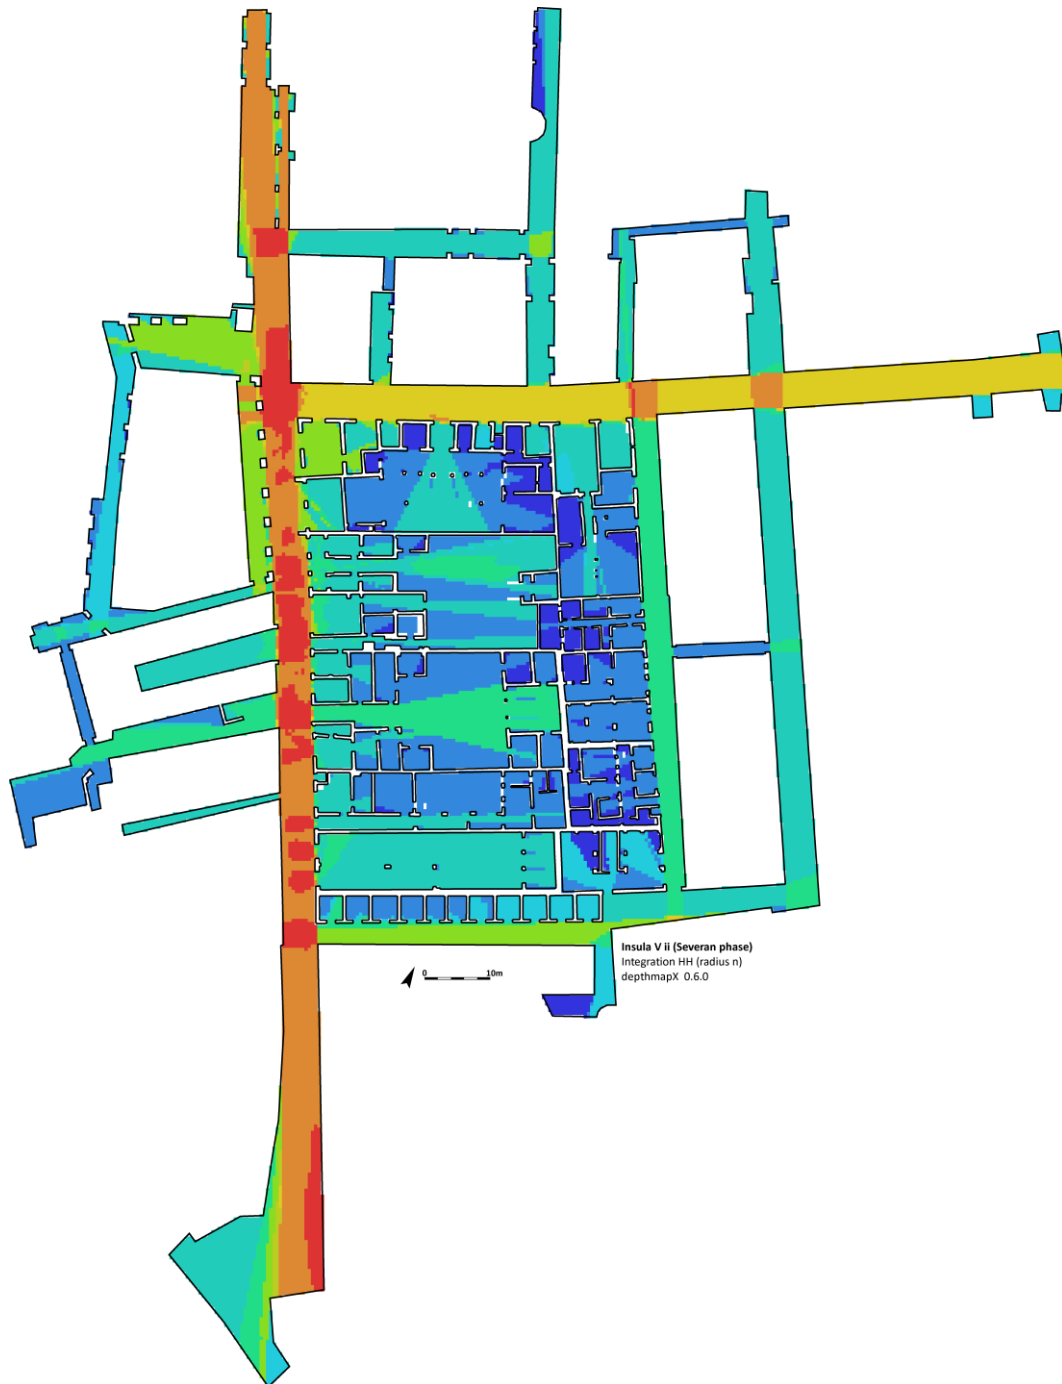 Insula V ii (Severan phase)
Integration HH (radius n)
depthmapX 0.6.0
0 10m